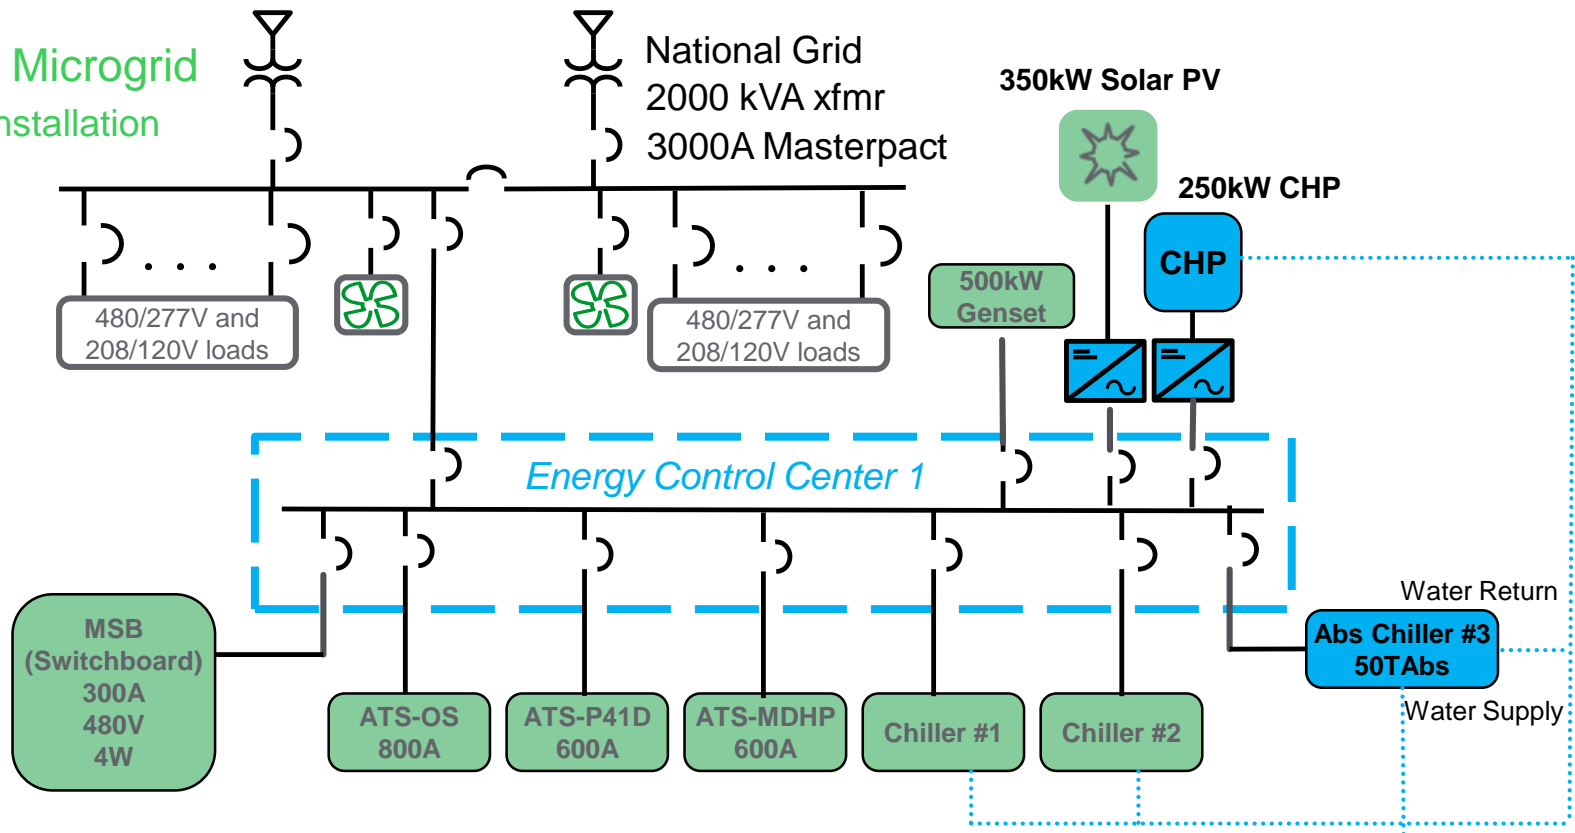 Microgrid
nstallation
National Grid
2000 kVA xfmr
3000A Masterpact
350kW Solar PV
250kW CHP
CHP
500kW
Genset
480/277V and
208/120V loads
480/277V and
208/120V loads
Energy Control Center 1
Water Return
Abs Chiller #3
50TAbs
Water Supply
MSB
(Switchboard)
300A
480V
4W
ATS-OS
800A
ATS-P41D
600A
ATS-MDHP
600A
Chiller #1
Chiller #2